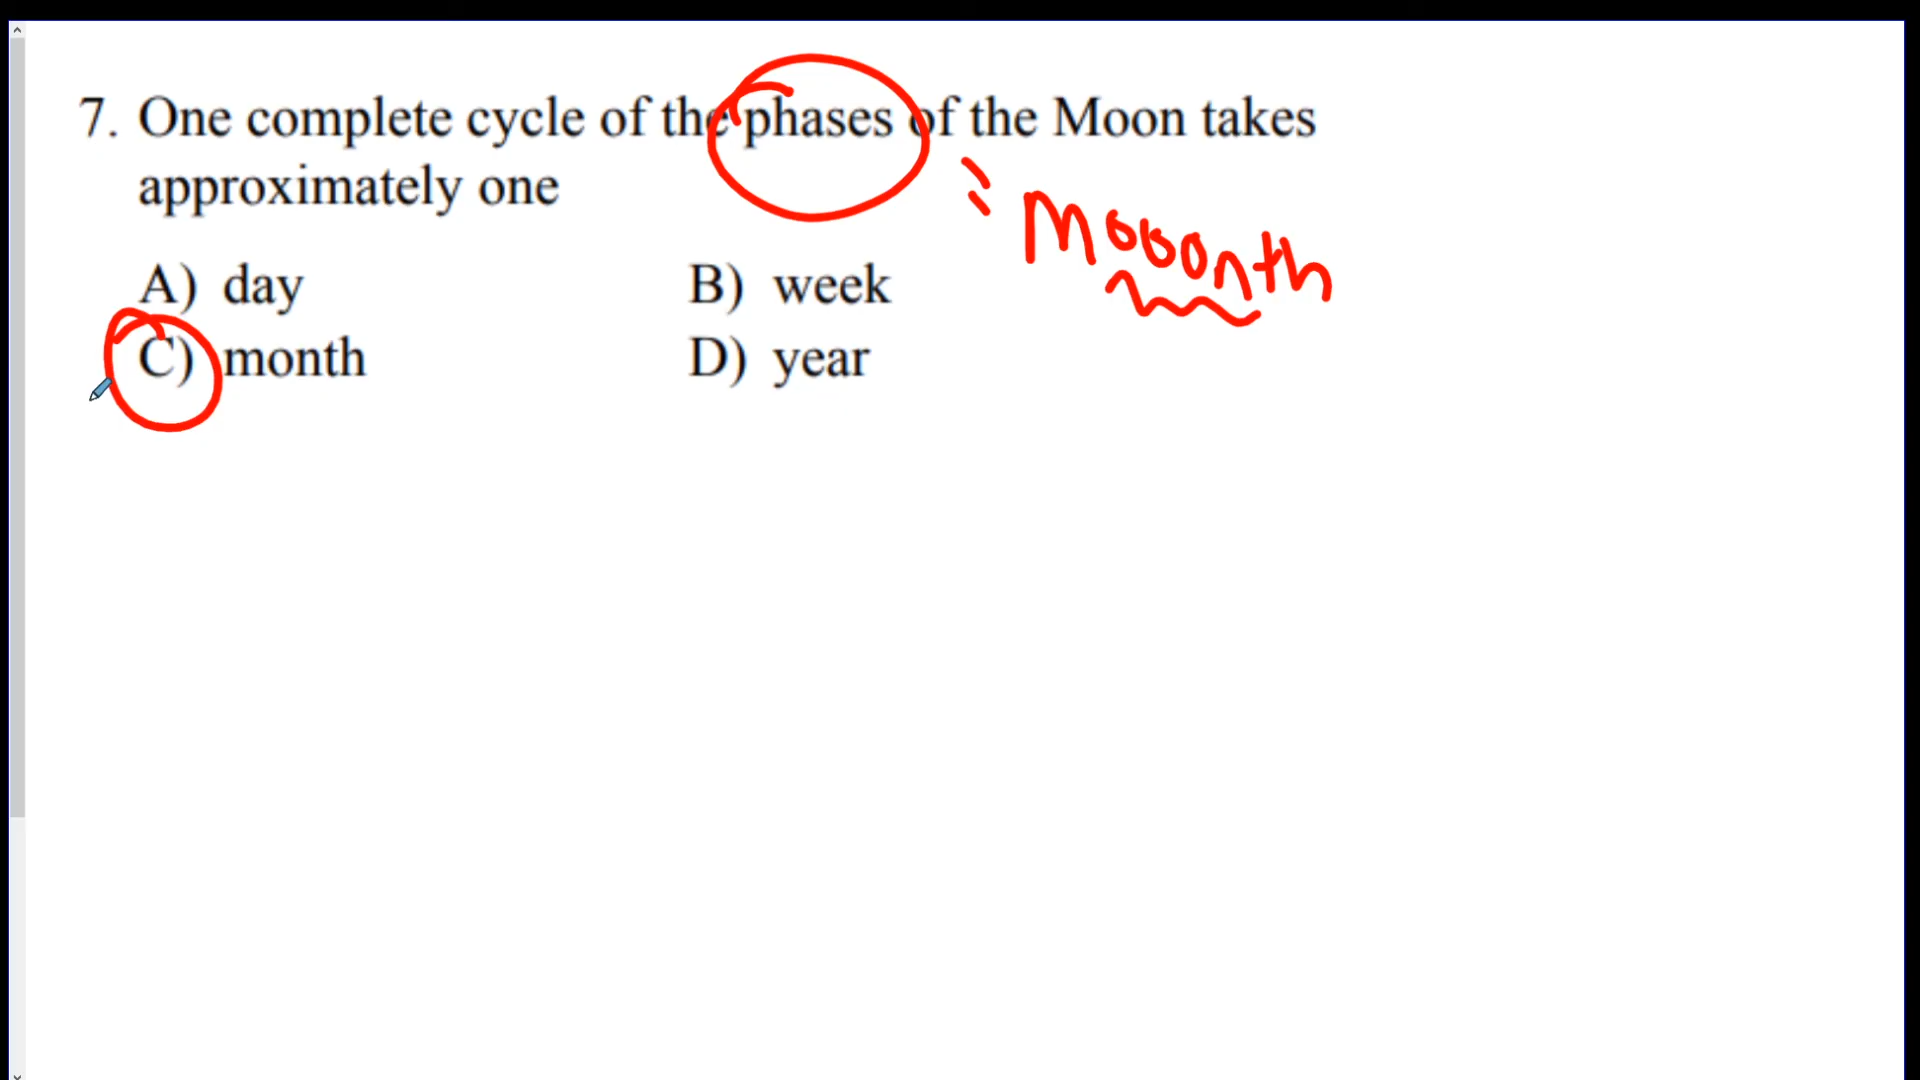 7. One complete cycle of the phases of the Moon takes
approximately one
= Mooonth
A) day B) week
C) month D) year